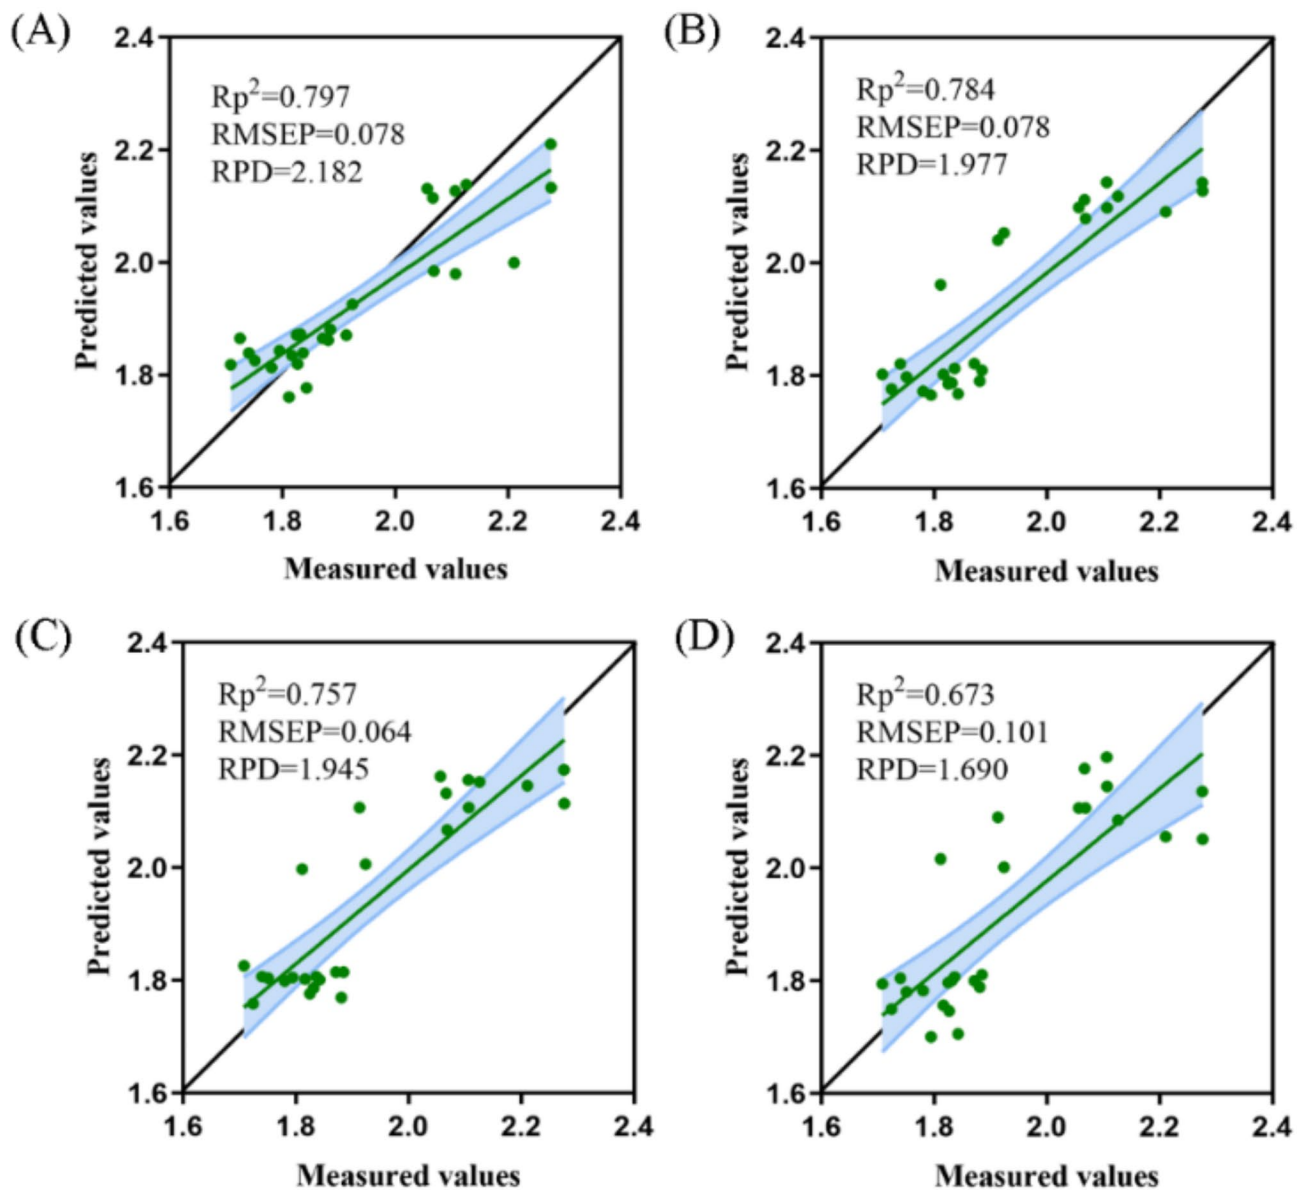 (A)
Rp²=0.797
RMSEP=0.078
RPD=2.182
Predicted values
2.4
2.2
2.0
1.8
1.6
1.6 1.8 2.0 2.2 2.4
Measured values
(B)
Rp²=0.784
RMSEP=0.078
RPD=1.977
Predicted values
2.4
2.2
2.0
1.8
1.6
1.6 1.8 2.0 2.2 2.4
Measured values
(C)
Rp²=0.757
RMSEP=0.064
RPD=1.945
Predicted values
2.4
2.2
2.0
1.8
1.6
1.6 1.8 2.0 2.2 2.4
Measured values
(D)
Rp²=0.673
RMSEP=0.101
RPD=1.690
Predicted values
2.4
2.2
2.0
1.8
1.6
1.6 1.8 2.0 2.2 2.4
Measured values